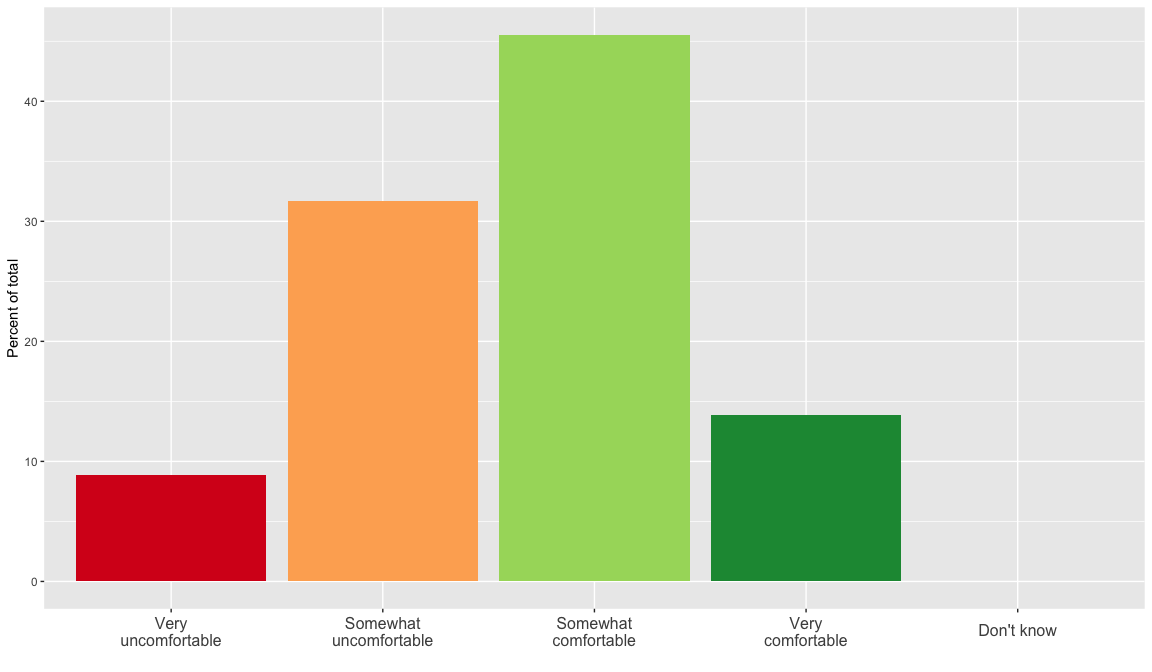 Percent of total
40
30
20
10
0
Very
uncomfortable
Somewhat
uncomfortable
Somewhat
comfortable
Very
comfortable
Don't know